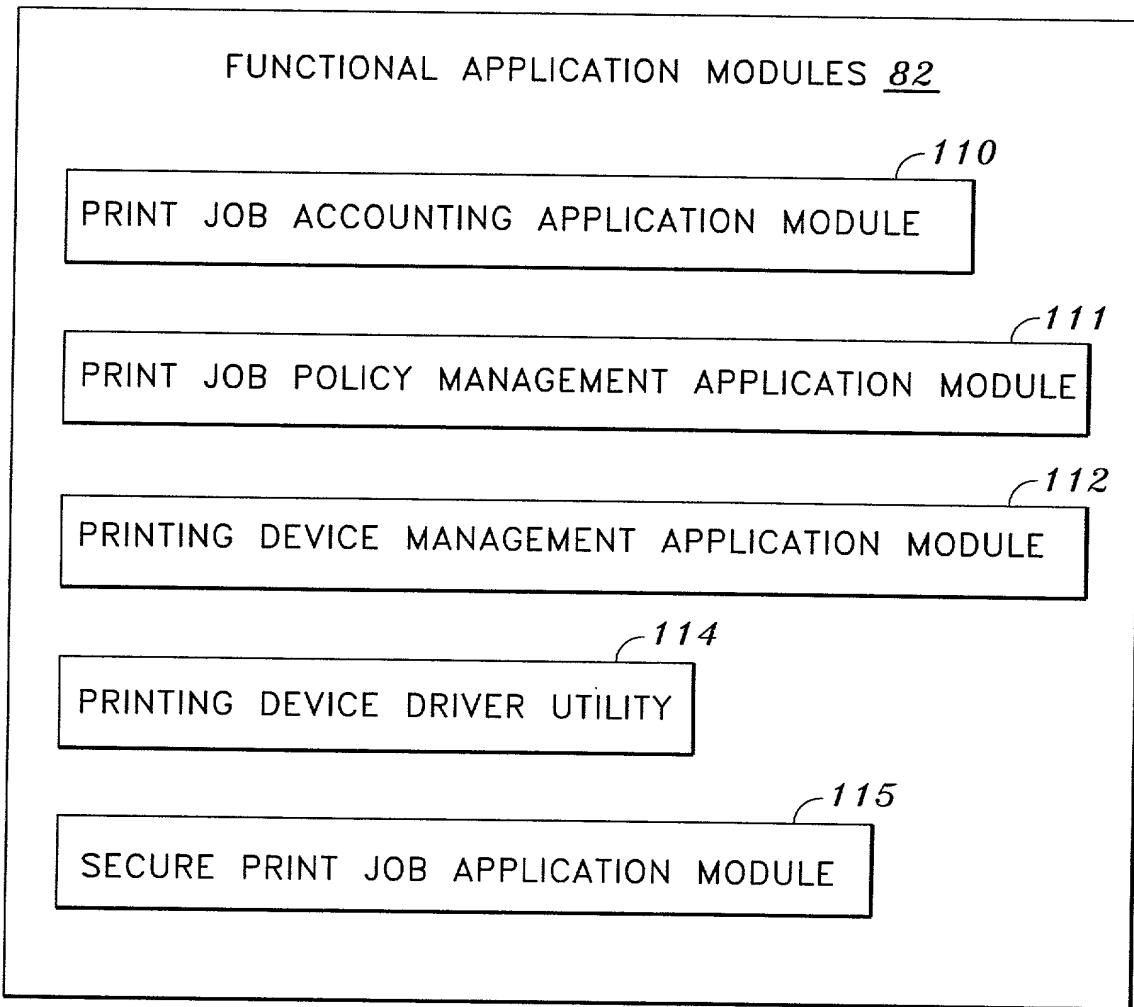 FUNCTIONAL APPLICATION MODULES 82
110
PRINT JOB ACCOUNTING APPLICATION MODULE
111
PRINT JOB POLICY MANAGEMENT APPLICATION MODULE
112
PRINTING DEVICE MANAGEMENT APPLICATION MODULE
114
PRINTING DEVICE DRIVER UTILITY
115
SECURE PRINT JOB APPLICATION MODULE